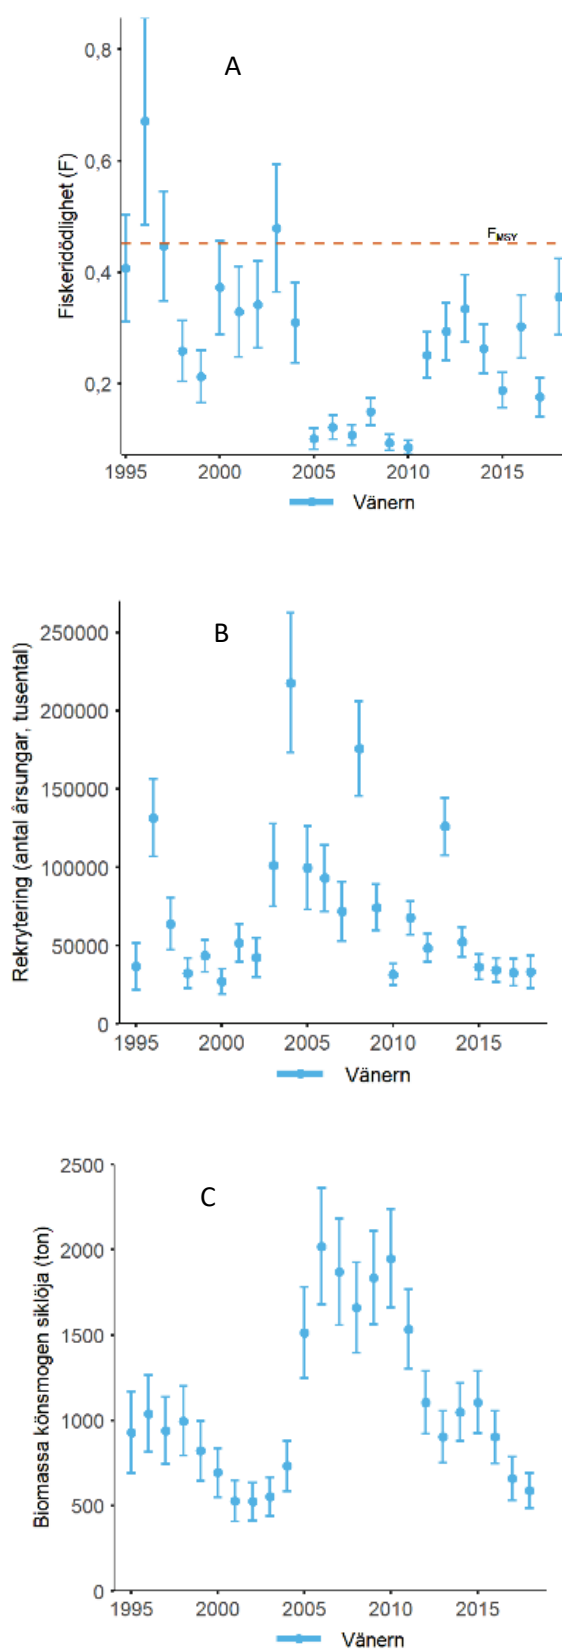 A
Fiskeridödlighet (F)
0,8
0,6
0,4
0,2
F_MSY
1995 2000 2005 2010 2015
Vänern
B
Rekrytering (antal årsungar, tusental)
250000
200000
150000
100000
50000
0
1995 2000 2005 2010 2015
Vänern
C
Biomassa könsmogen siklöja (ton)
2500
2000
1500
1000
500
0
1995 2000 2005 2010 2015
Vänern